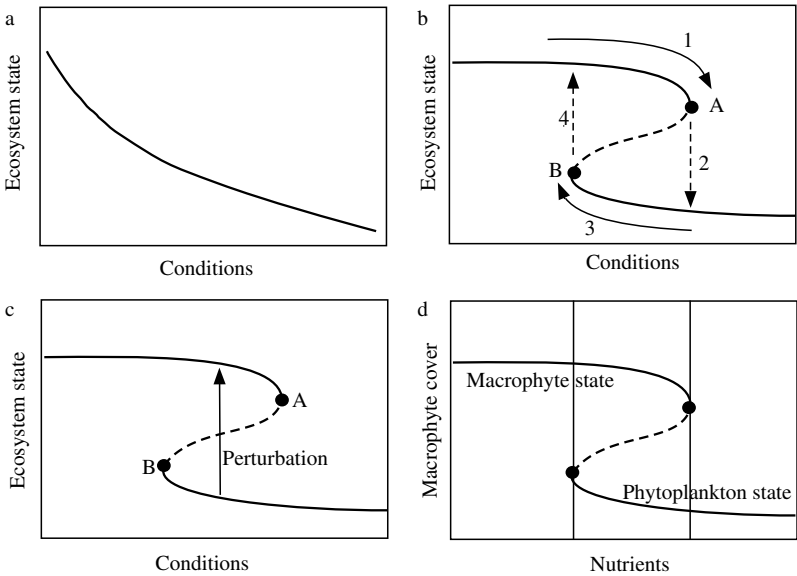 a
Ecosystem state
Conditions
b
Ecosystem state
1
A
4
2
B
3
Conditions
c
Ecosystem state
A
B
Perturbation
Conditions
d
Macrophyte cover
Macrophyte state
Phytoplankton state
Nutrients